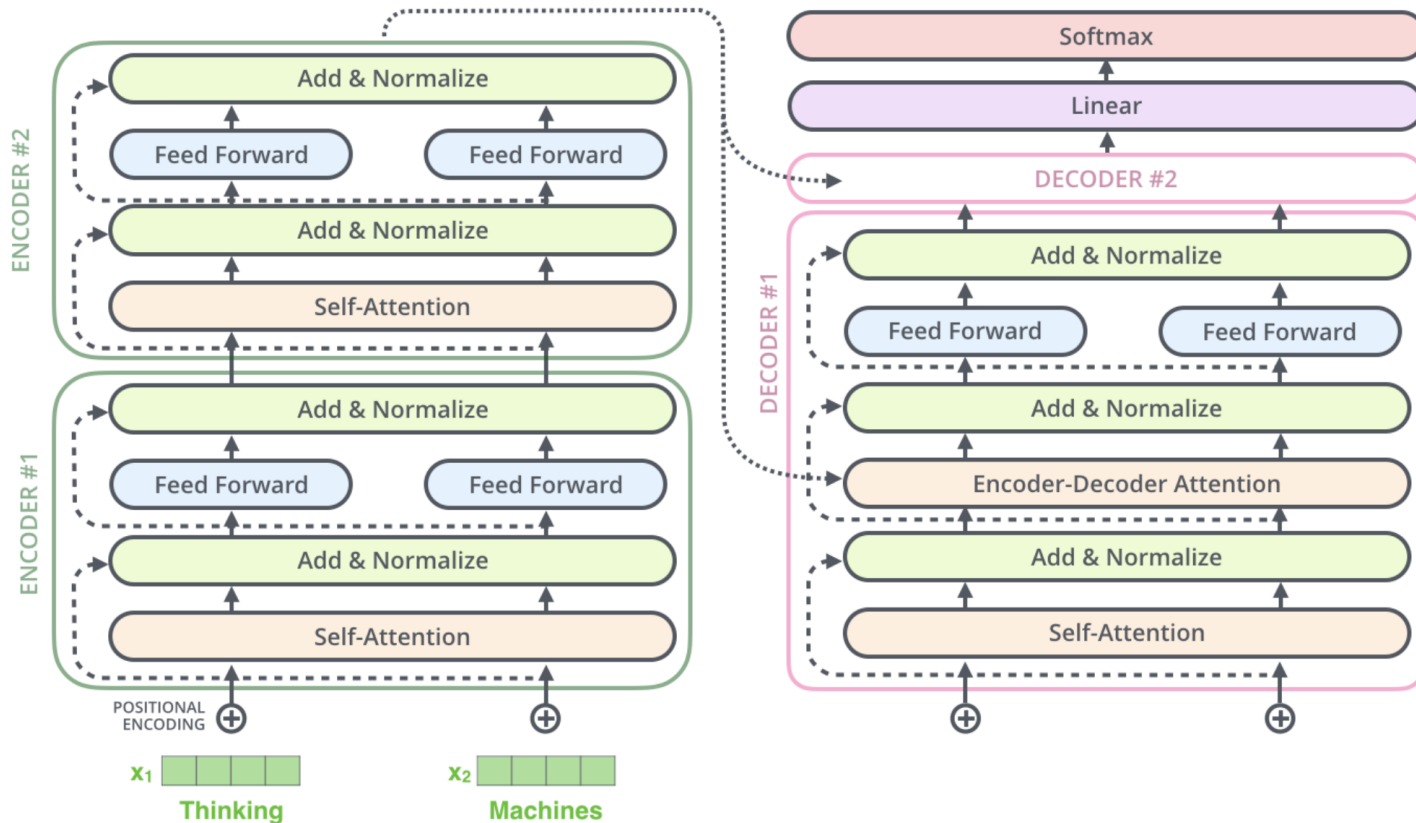 ENCODER #2
Add & Normalize
Feed Forward
Feed Forward
Add & Normalize
Self-Attention
ENCODER #1
Add & Normalize
Feed Forward
Feed Forward
Add & Normalize
Self-Attention
POSITIONAL
ENCODING
x₁
x₂
Thinking
Machines
Softmax
Linear
DECODER #2
DECODER #1
Add & Normalize
Feed Forward
Feed Forward
Add & Normalize
Encoder-Decoder Attention
Add & Normalize
Self-Attention